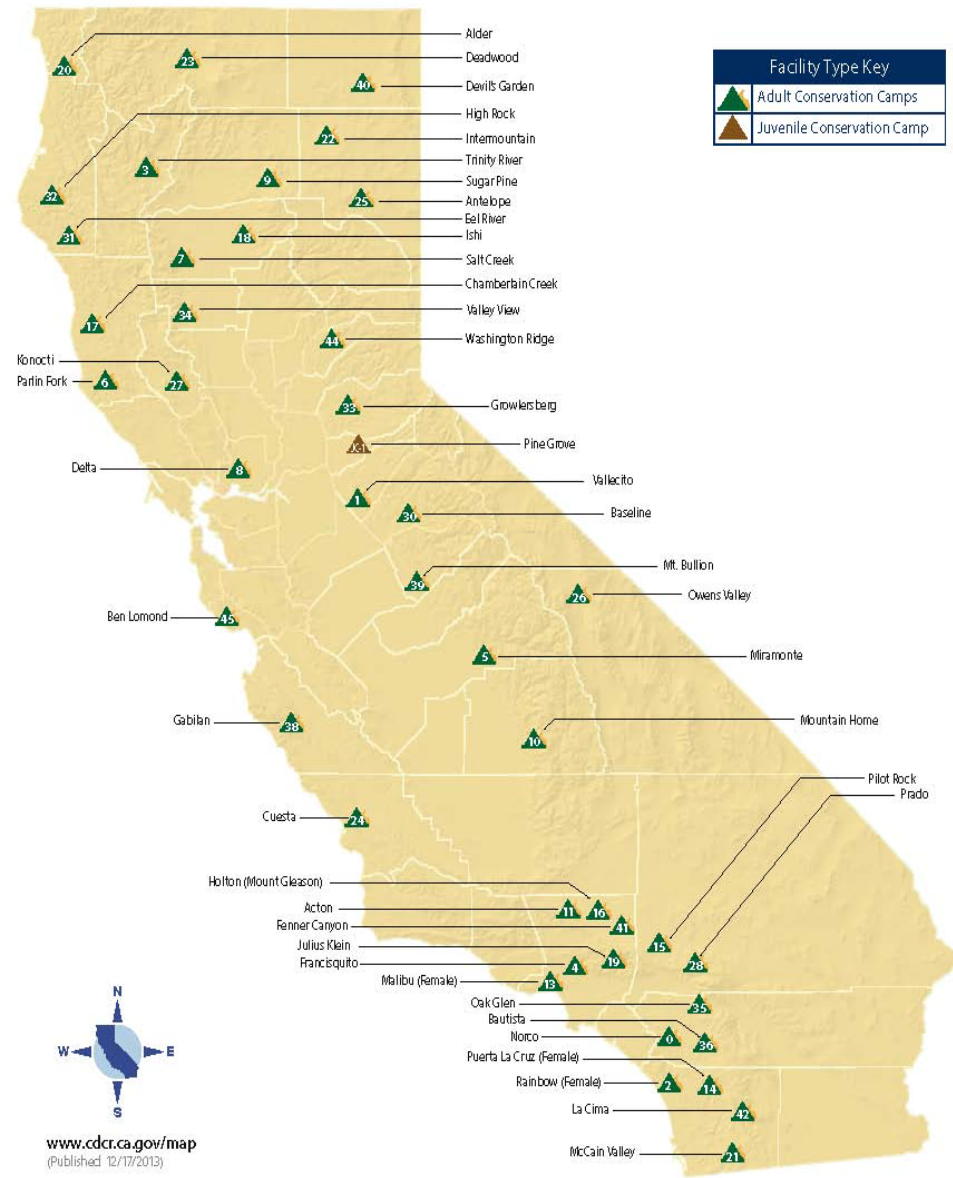 Alder
20
23
Deadwood
40
Devil's Garden
High Rock
22
Intermountain
3
Trinity River
32
9
Sugar Pine
25
Antelope
31
Eel River
18
Ishi
7
Salt Creek
Chamberlain Creek
17
34
Valley View
44
Washington Ridge
Konocti
Parlin Fork
6
27
33
Growlersberg
JC-1
Pine Grove
Delta
8
1
Vallecito
30
Baseline
39
Mt. Bullion
26
Owens Valley
Ben Lomond
45
5
Miramonte
Gabilan
38
10
Mountain Home
Pilot Rock
Prado
Cuesta
24
Holton (Mount Gleason)
Acton
11
16
Fenner Canyon
41
Julius Klein
19
15
28
Francisquito
4
Malibu (Female)
13
Oak Glen
35
Bautista
36
Norco
0
Puerta La Cruz (Female)
14
Rainbow (Female)
2
La Cima
42
McCain Valley
21
Facility Type Key
Adult Conservation Camps
Juvenile Conservation Camp
N
W
E
S
www.cdcr.ca.gov/map
(Published 12/17/2013)